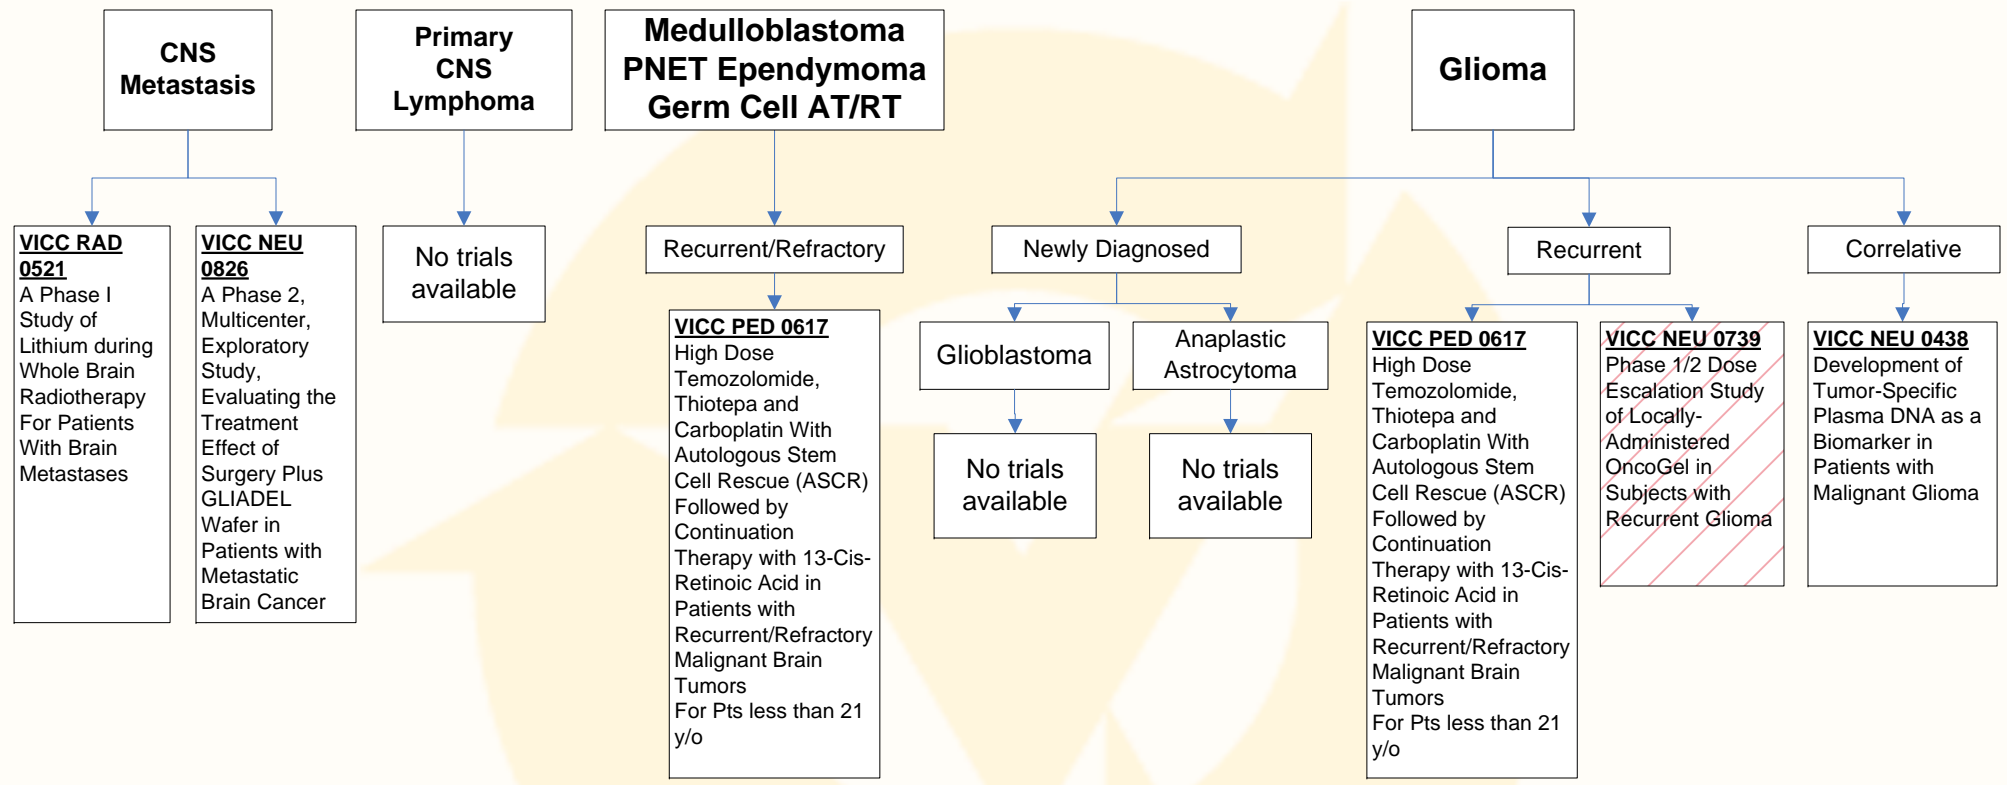 CNS
Metastasis
Primary
CNS
Lymphoma
Medulloblastoma
PNET Ependymoma
Germ Cell AT/RT
Glioma
VICC RAD
0521
A Phase I
Study of
Lithium during
Whole Brain
Radiotherapy
For Patients
With Brain
Metastases
VICC NEU
0826
A Phase 2,
Multicenter,
Exploratory
Study,
Evaluating the
Treatment
Effect of
Surgery Plus
GLIADEL
Wafer in
Patients with
Metastatic
Brain Cancer
No trials
available
Recurrent/Refractory
VICC PED 0617
High Dose
Temozolomide,
Thiotepa and
Carboplatin With
Autologous Stem
Cell Rescue (ASCR)
Followed by
Continuation
Therapy with 13-Cis-
Retinoic Acid in
Patients with
Recurrent/Refractory
Malignant Brain
Tumors
For Pts less than 21
y/o
Newly Diagnosed
Glioblastoma
No trials
available
Anaplastic
Astrocytoma
No trials
available
Recurrent
VICC PED 0617
High Dose
Temozolomide,
Thiotepa and
Carboplatin With
Autologous Stem
Cell Rescue (ASCR)
Followed by
Continuation
Therapy with 13-Cis-
Retinoic Acid in
Patients with
Recurrent/Refractory
Malignant Brain
Tumors
For Pts less than 21
y/o
VICC NEU 0739
Phase 1/2 Dose
Escalation Study
of Locally-
Administered
OncoGel in
Subjects with
Recurrent Glioma
Correlative
VICC NEU 0438
Development of
Tumor-Specific
Plasma DNA as a
Biomarker in
Patients with
Malignant Glioma